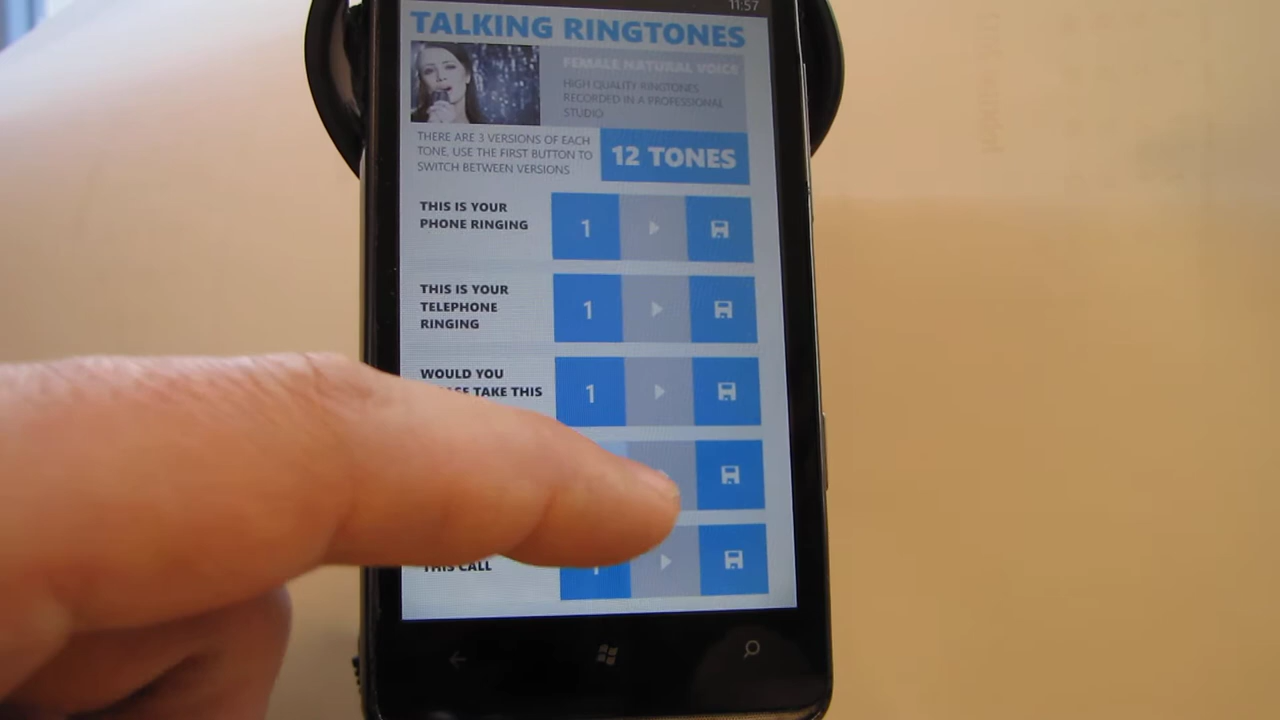 11:57
TALKING RINGTONES
FEMALE NATURAL VOICE
HIGH QUALITY RINGTONES
RECORDED IN A PROFESSIONAL
STUDIO
THERE ARE 3 VERSIONS OF EACH
TONE, USE THE FIRST BUTTON TO
SWITCH BETWEEN VERSIONS
12 TONES
THIS IS YOUR
PHONE RINGING
1
THIS IS YOUR
TELEPHONE
RINGING
1
WOULD YOU
TAKE THIS
1
THIS CALL
1